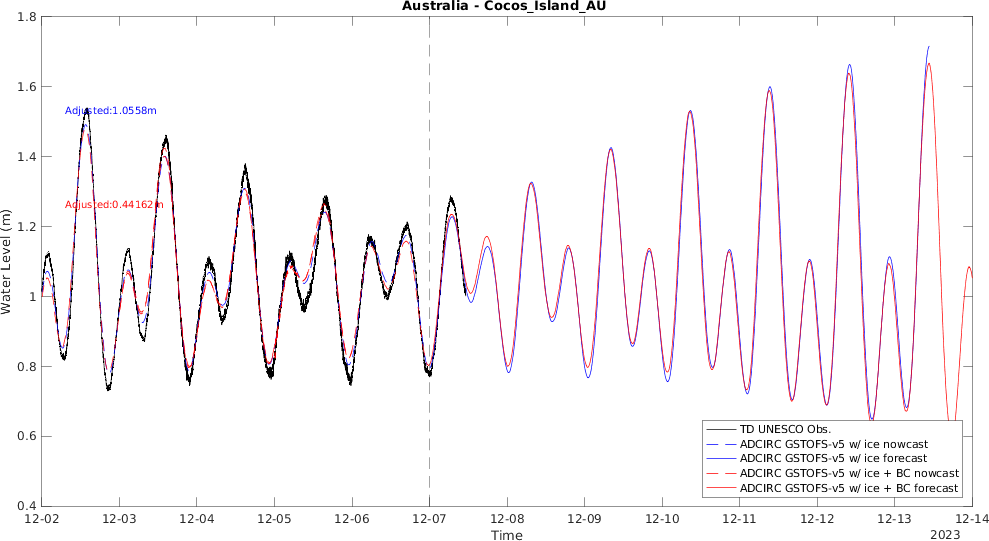 Australia - Cocos_Island_AU
1.8
1.6
1.4
1.2
1
0.8
0.6
0.4
Water Level (m)
Adjusted:1.0558m
Adjusted:0.44162m
TD UNESCO Obs.
ADCIRC GSTOFS-v5 w/ ice nowcast
ADCIRC GSTOFS-v5 w/ ice forecast
ADCIRC GSTOFS-v5 w/ ice + BC nowcast
ADCIRC GSTOFS-v5 w/ ice + BC forecast
12-02 12-03 12-04 12-05 12-06 12-07 12-08 12-09 12-10 12-11 12-12 12-13 12-14
Time
2023